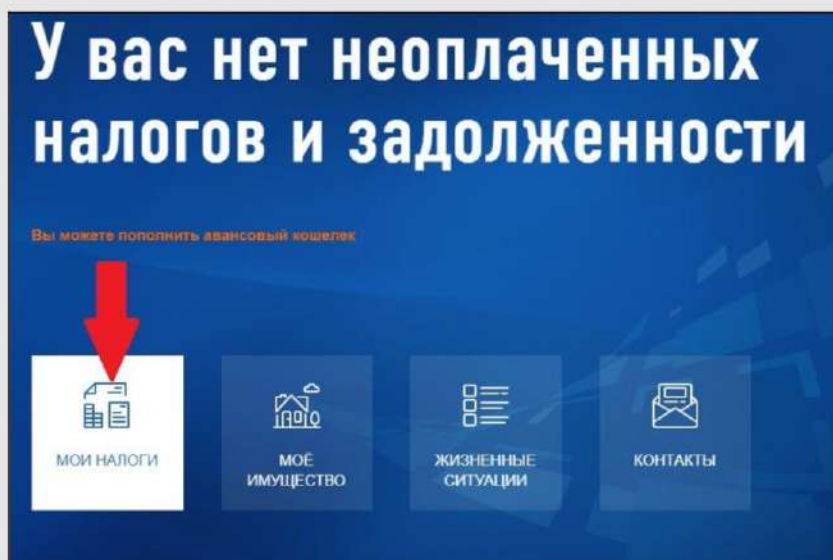 У вас нет неоплаченных
налогов и задолженности
Вы можете пополнить авансовый кошелек
МОИ НАЛОГИ
МОЁ
ИМУЩЕСТВО
ЖИЗНЕННЫЕ
СИТУАЦИИ
КОНТАКТЫ